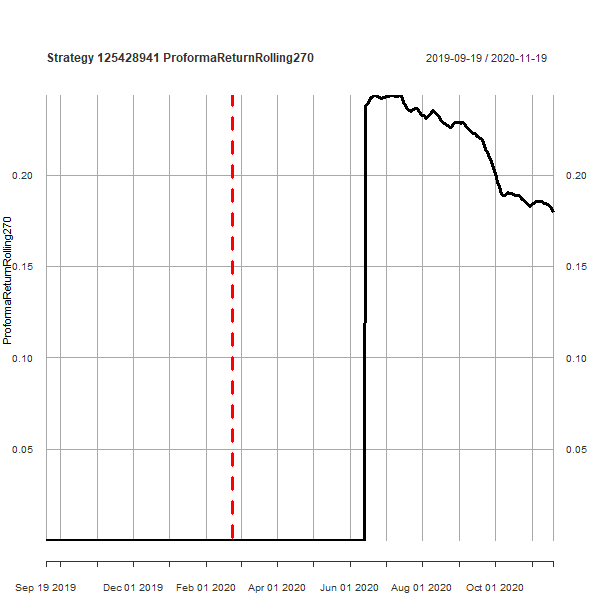 Strategy 125428941 ProformaReturnRolling270
2019-09-19 / 2020-11-19
ProformaReturnRolling270
0.20
0.20
0.15
0.15
0.10
0.10
0.05
0.05
Sep 19 2019
Dec 01 2019
Feb 01 2020
Apr 01 2020
Jun 01 2020
Aug 01 2020
Oct 01 2020